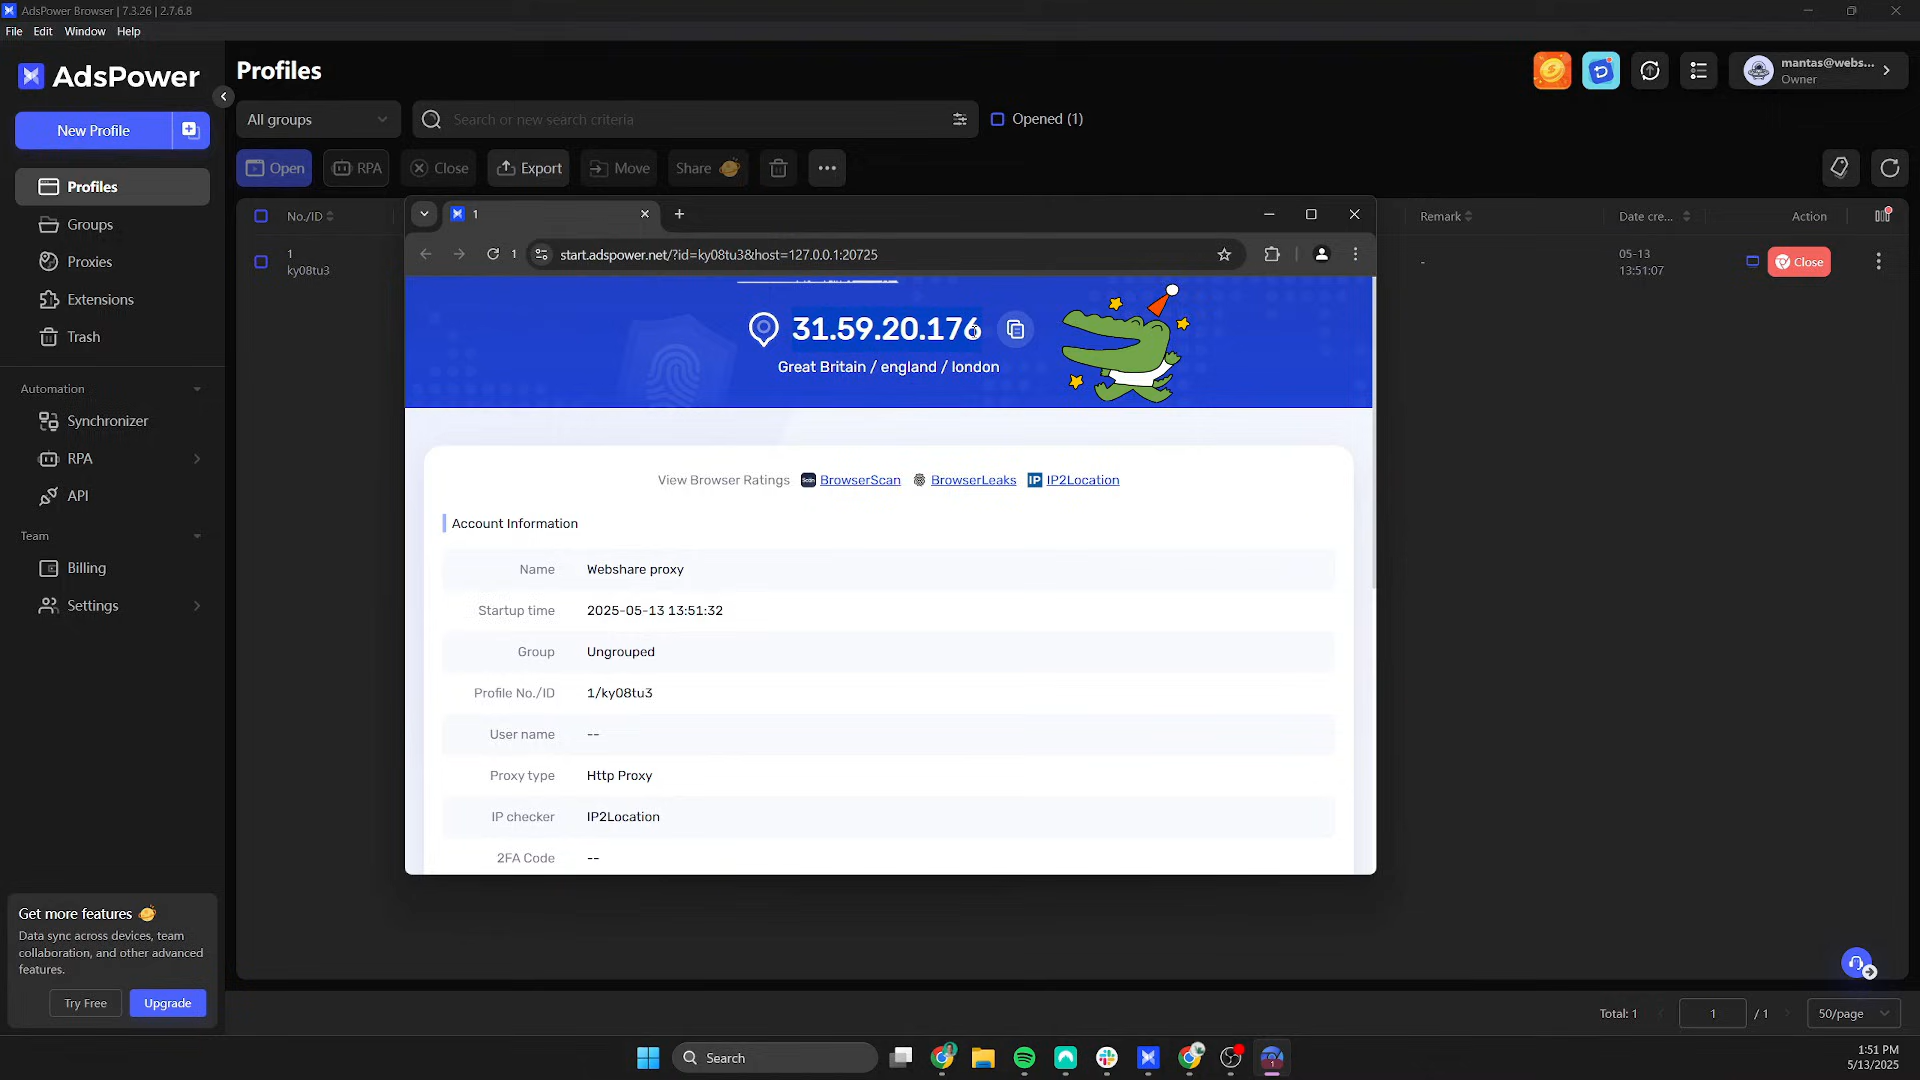 AdsPower Browser | 7.3.26 | 2.7.6.8
File Edit Window Help
AdsPower
New Profile
Profiles
Groups
Proxies
Extensions
Trash
Automation
Synchronizer
RPA
API
Team
Billing
Settings
Get more features
Data sync across devices, team
collaboration, and other advanced
features.
Try Free Upgrade
Profiles
mantas@webs...
Owner
All groups Search or new search criteria Opened (1)
Open RPA Close Export Move Share
No./ID Remark Date cre... Action
1
ky08tu3
- 05-13
13:51:07
Close
1
1 start.adspower.net/?id=ky08tu3&host=127.0.0.1:20725
31.59.20.176
Great Britain / england / london
View Browser Ratings BrowserScan BrowserLeaks IP IP2Location
Account Information
Name Webshare proxy
Startup time 2025-05-13 13:51:32
Group Ungrouped
Profile No./ID 1/ky08tu3
User name --
Proxy type Http Proxy
IP checker IP2Location
2FA Code --
Total: 1 1 / 1 50/page
Search
1:51 PM
5/13/2025